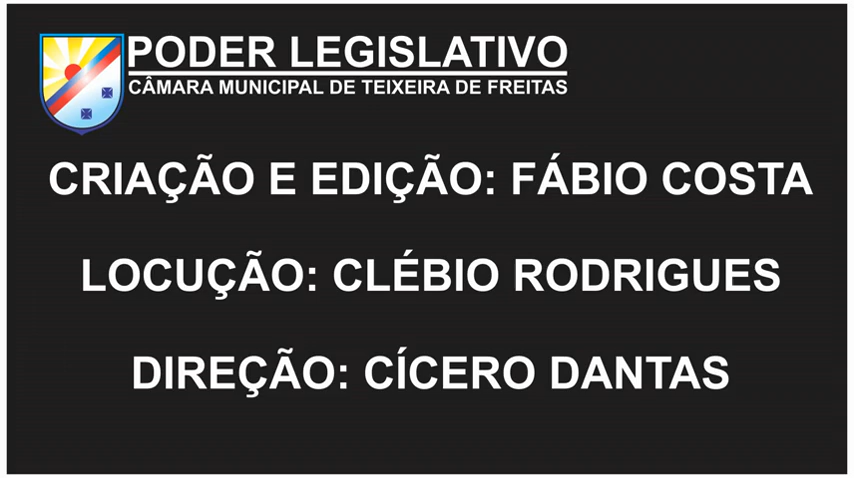 PODER LEGISLATIVO
CÂMARA MUNICIPAL DE TEIXEIRA DE FREITAS
CRIAÇÃO E EDIÇÃO: FÁBIO COSTA
LOCUÇÃO: CLÉBIO RODRIGUES
DIREÇÃO: CÍCERO DANTAS